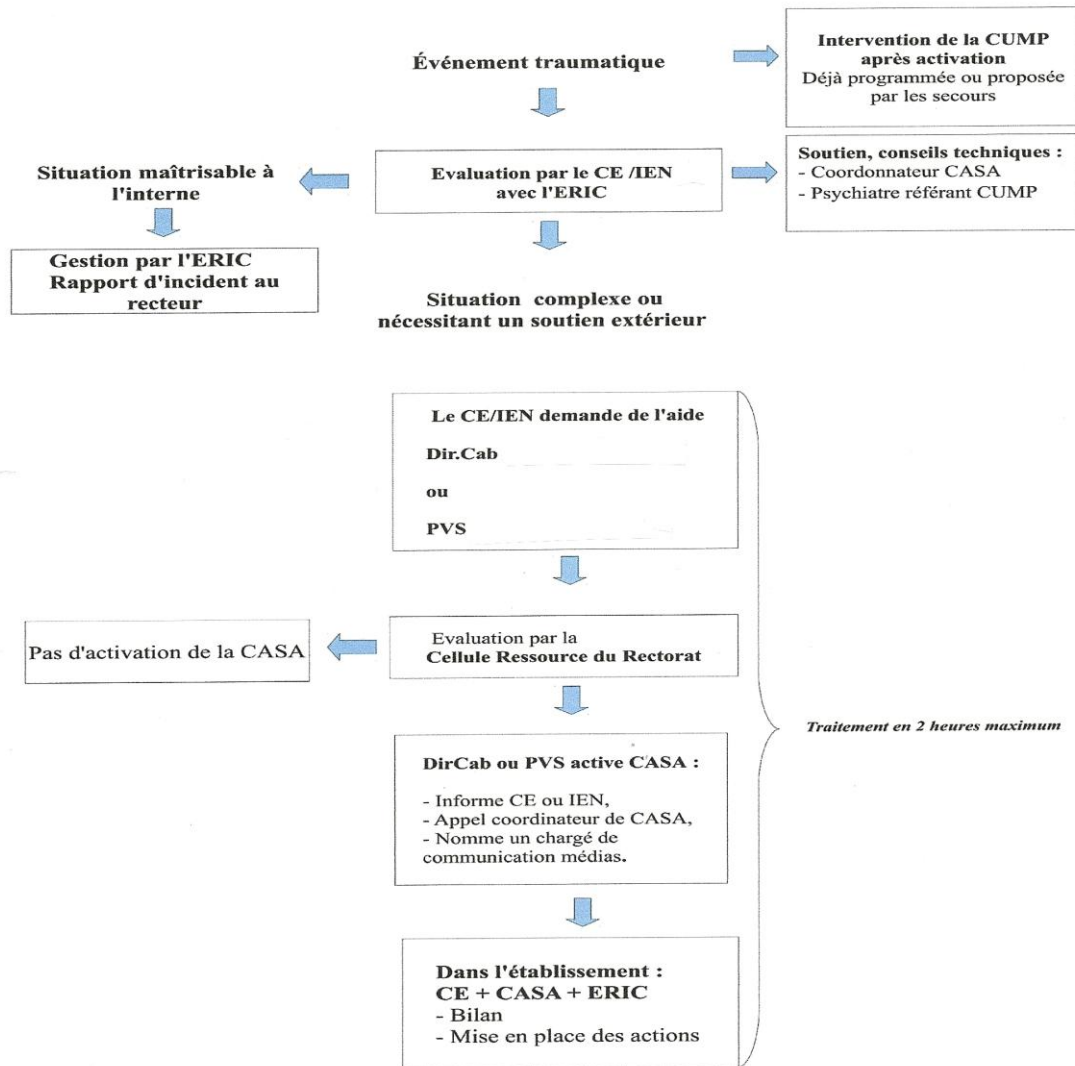 Événement traumatique
Intervention de la CUMP
après activation
Déjà programmée ou proposée
par les secours
Situation maîtrisable à
l'interne
Evaluation par le CE /IEN
avec l'ERIC
Soutien, conseils techniques :
- Coordonnateur CASA
- Psychiatre référant CUMP
Gestion par l'ERIC
Rapport d'incident au
recteur
Situation complexe ou
nécessitant un soutien extérieur
Le CE/IEN demande de l'aide
Dir.Cab
ou
PVS
Pas d'activation de la CASA
Evaluation par la
Cellule Ressource du Rectorat
Traitement en 2 heures maximum
DirCab ou PVS active CASA :
- Informe CE ou IEN,
- Appel coordinateur de CASA,
- Nomme un chargé de
communication médias.
Dans l'établissement :
CE + CASA + ERIC
- Bilan
- Mise en place des actions